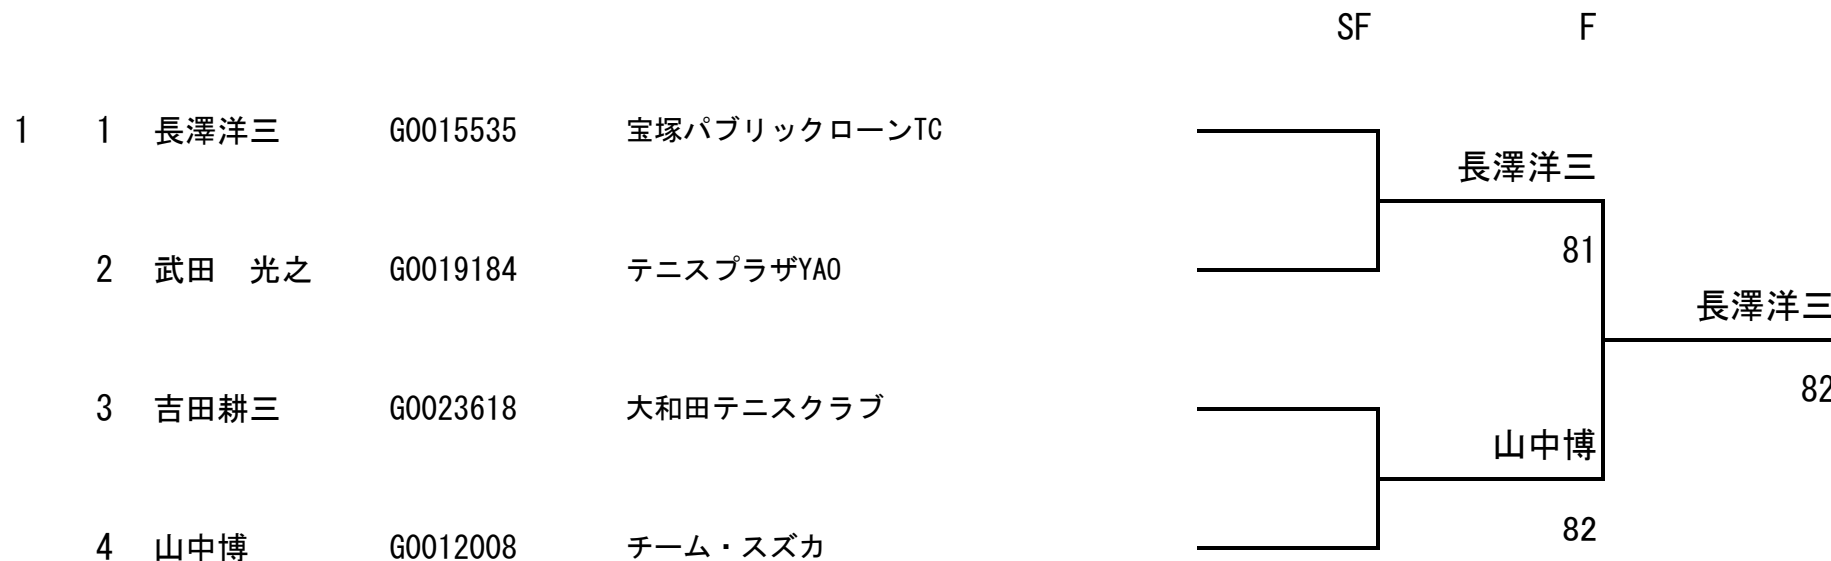 SF F
1 1 長澤洋三 G0015535 宝塚パブリックローンTC
長澤洋三
81
2 武田　光之 G0019184 テニスプラザYAO
長澤洋三
82
3 吉田耕三 G0023618 大和田テニスクラブ
山中博
82
4 山中博 G0012008 チーム・スズカ